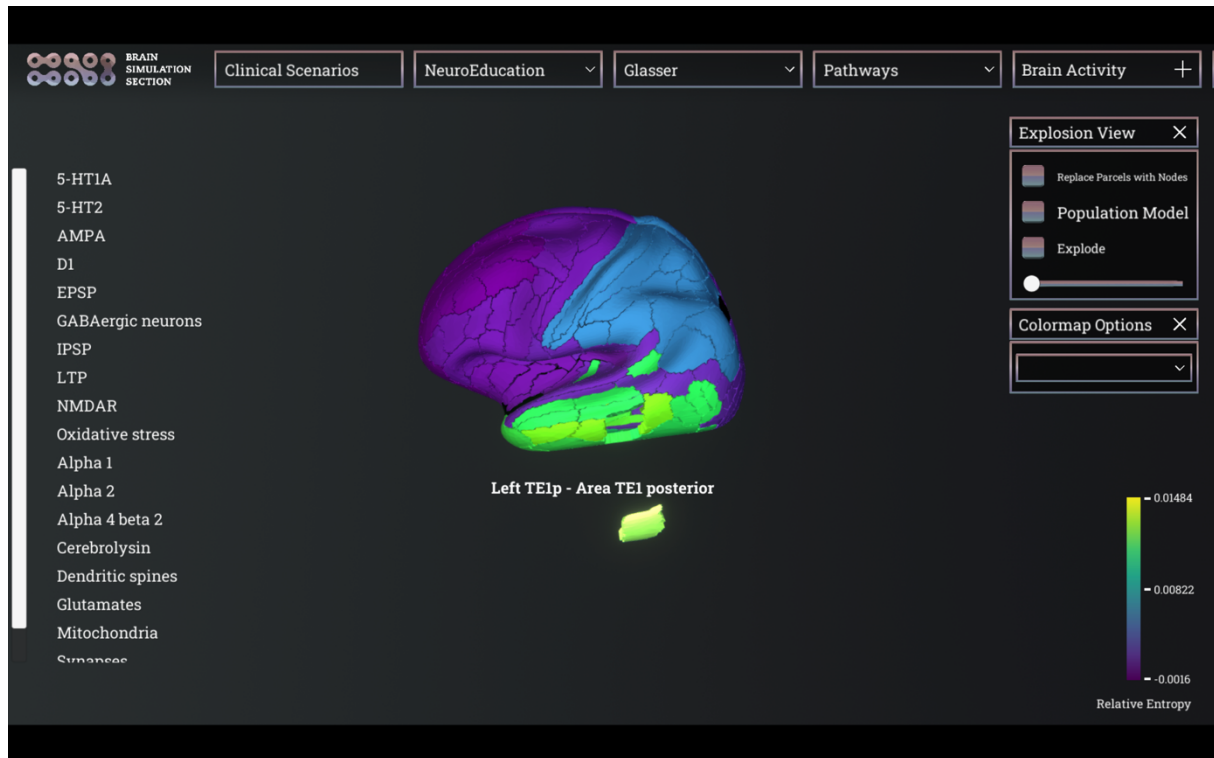 BRAIN
SIMULATION
SECTION
Clinical Scenarios
NeuroEducation
Glasser
Pathways
Brain Activity
Explosion View
Replace Parcels with Nodes
Population Model
Explode
Colormap Options
5-HT1A
5-HT2
AMPA
D1
EPSP
GABAergic neurons
IPSP
LTP
NMDAR
Oxidative stress
Alpha 1
Alpha 2
Alpha 4 beta 2
Cerebrolysin
Dendritic spines
Glutamates
Mitochondria
Synapses
Left TE1p - Area TE1 posterior
0.01484
0.00822
-0.0016
Relative Entropy